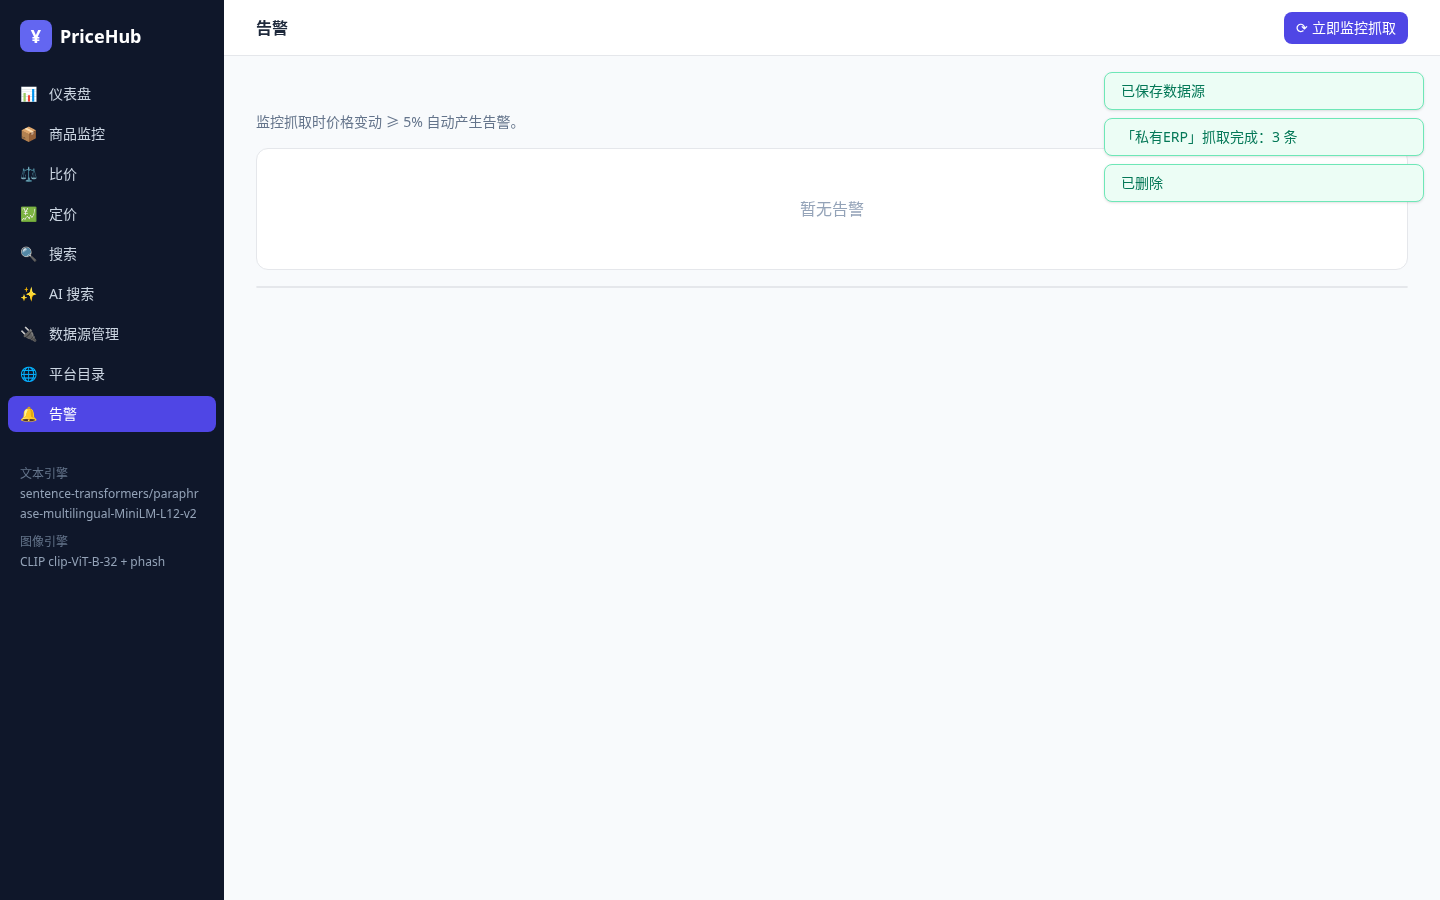 ¥ PriceHub
仪表盘
商品监控
比价
定价
搜索
AI 搜索
数据源管理
平台目录
告警
文本引擎
sentence-transformers/paraphr
ase-multilingual-MiniLM-L12-v2
图像引擎
CLIP clip-ViT-B-32 + phash
告警
⟳ 立即监控抓取
已保存数据源
「私有ERP」抓取完成：3 条
已删除
监控抓取时价格变动 ≥ 5% 自动产生告警。
暂无告警